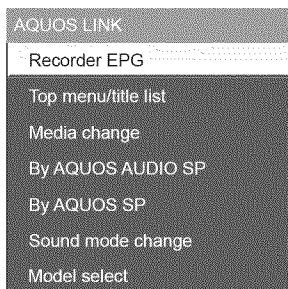 AQUOS LINK
Recorder EPG
Top menu/title list
Media change
By AQUOS AUDIO SP
By AQUOS SP
Sound mode change
Model select